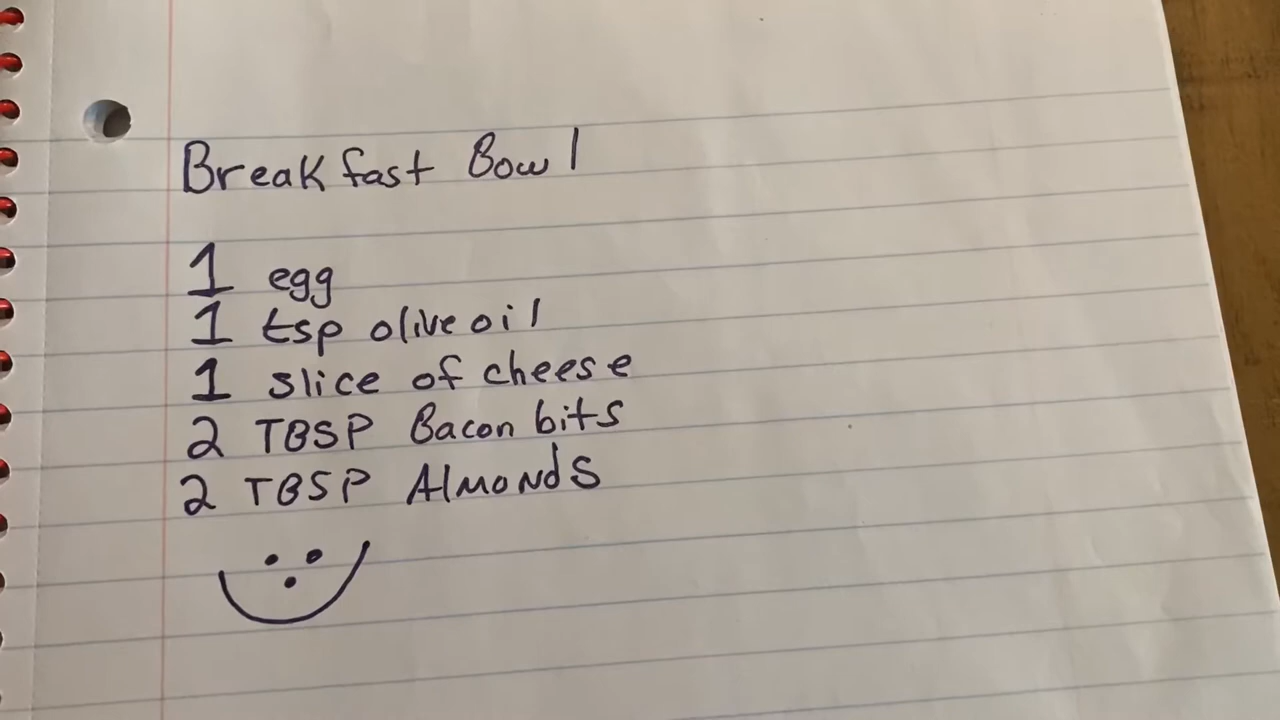 Breakfast Bowl
1 egg
1 tsp olive oil
1 slice of cheese
2 TBSP Bacon bits
2 TBSP Almonds